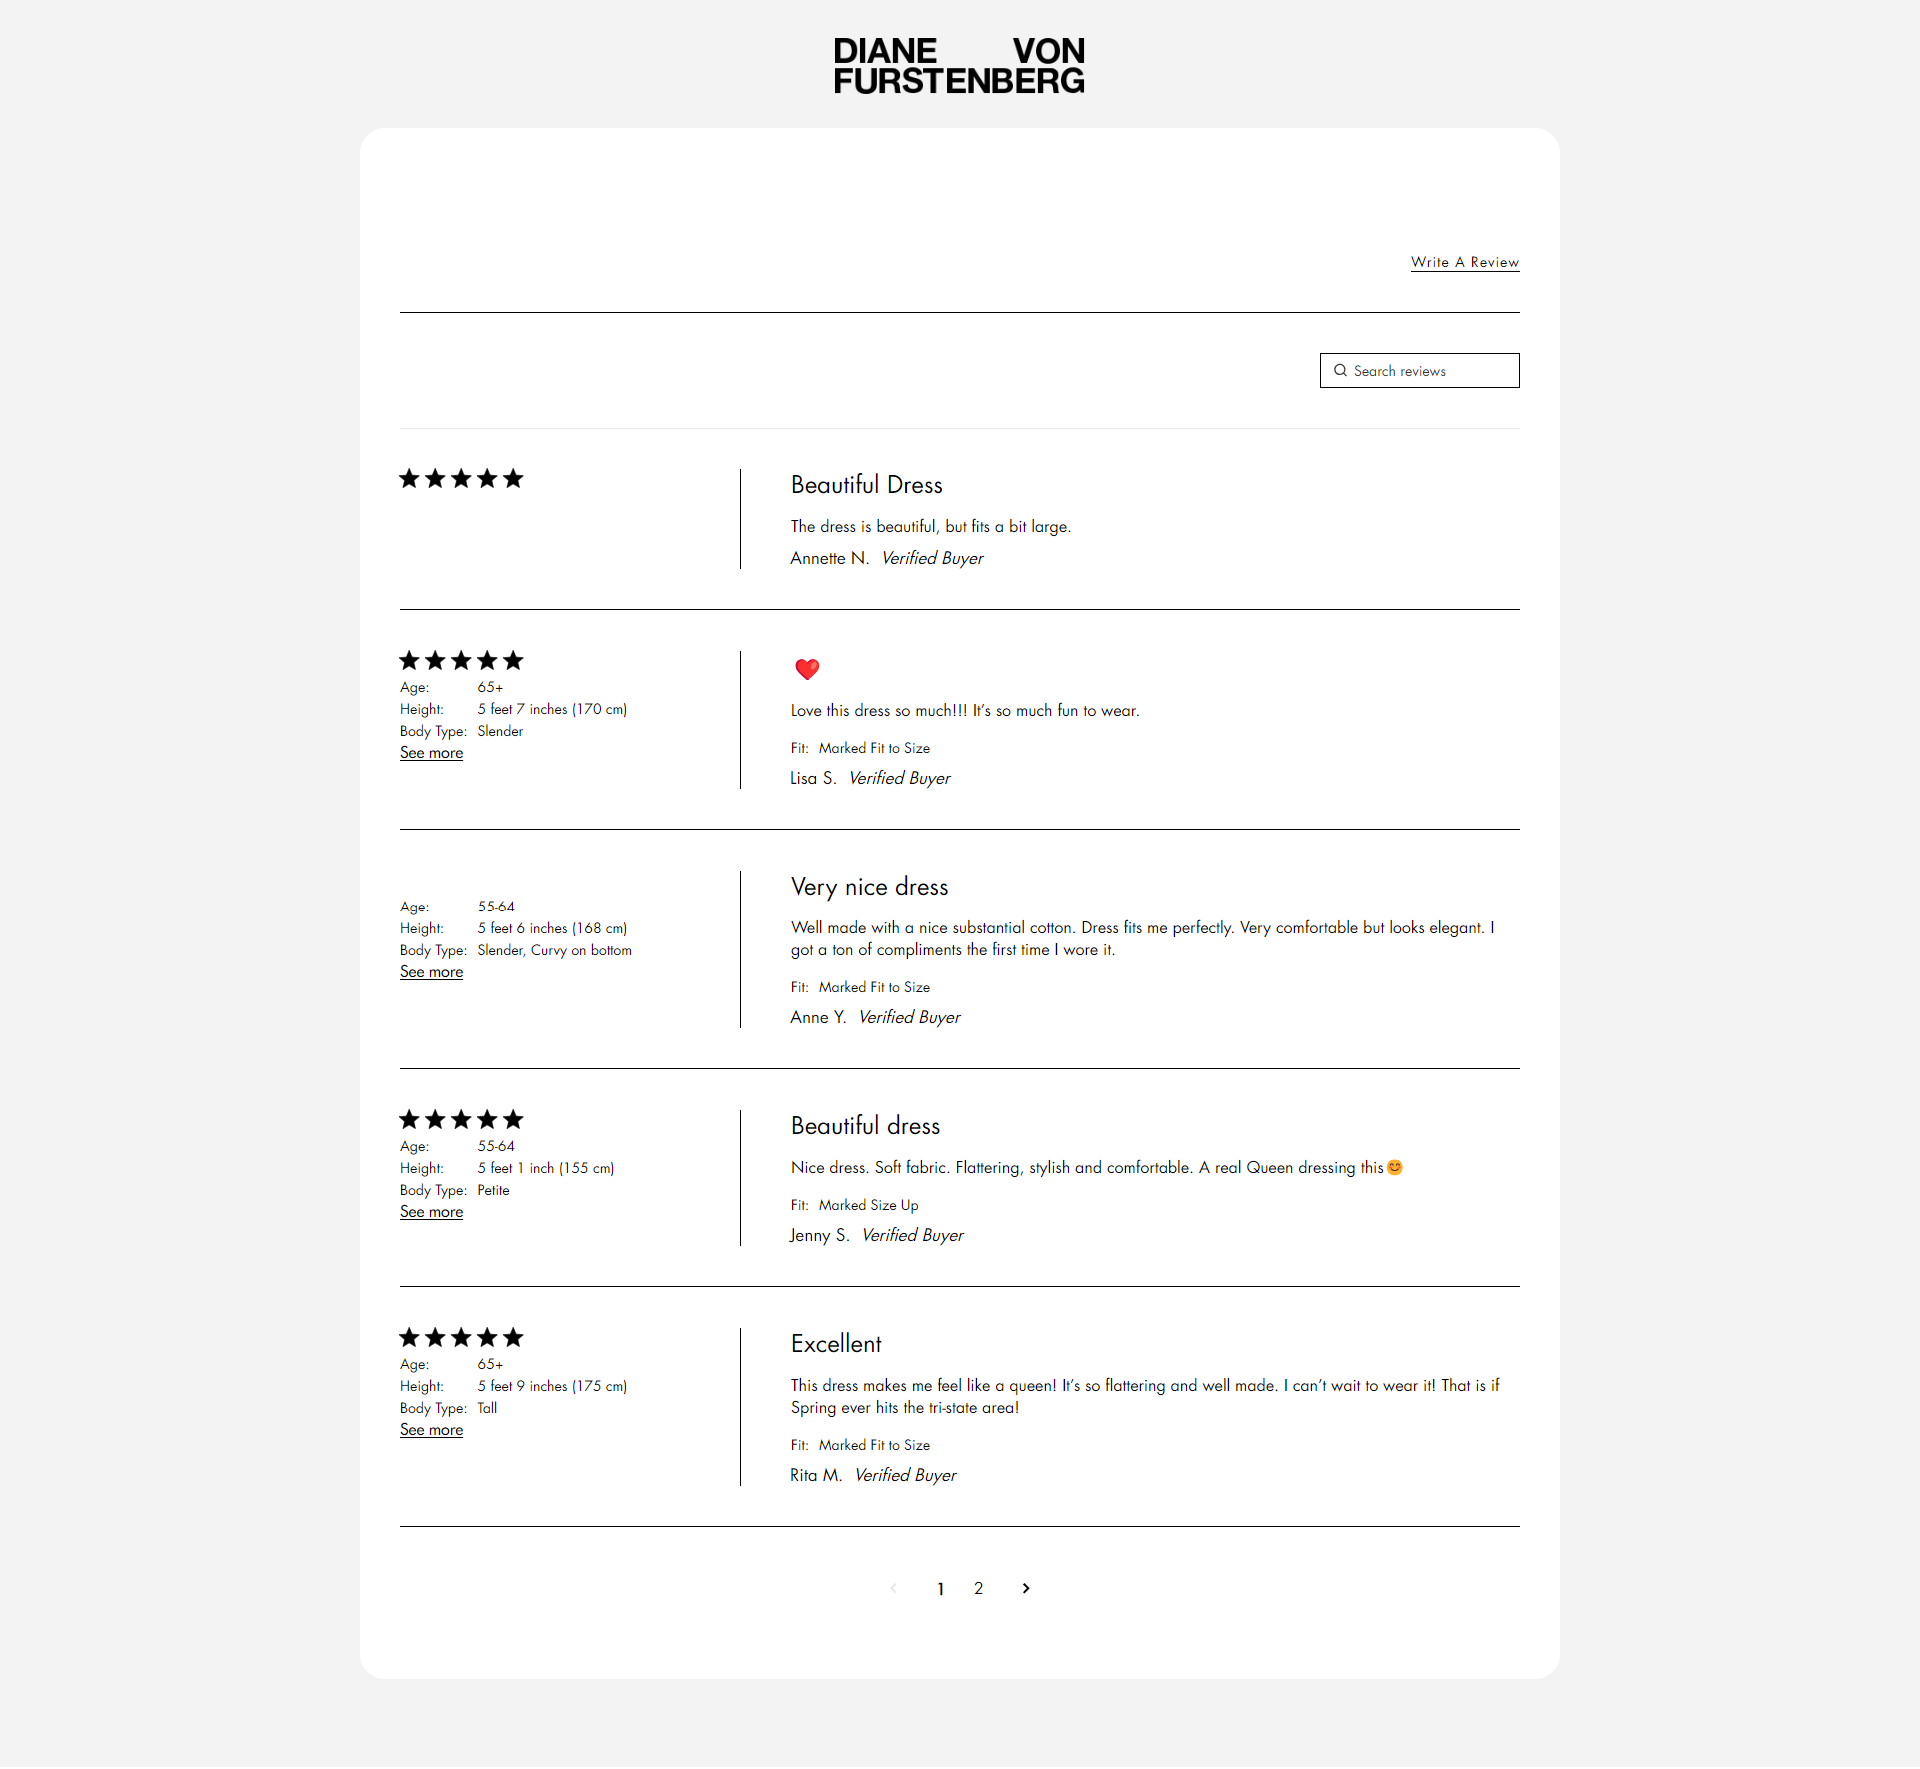 DIANE VON
FURSTENBERG
Write A Review
Search reviews
Beautiful Dress
The dress is beautiful, but fits a bit large.
Annette N. Verified Buyer
Age: 65+
Height: 5 feet 7 inches (170 cm)
Body Type: Slender
See more
❤️
Love this dress so much!!! It’s so much fun to wear.
Fit: Marked Fit to Size
Lisa S. Verified Buyer
Age: 55-64
Height: 5 feet 6 inches (168 cm)
Body Type: Slender, Curvy on bottom
See more
Very nice dress
Well made with a nice substantial cotton. Dress fits me perfectly. Very comfortable but looks elegant. I
got a ton of compliments the first time I wore it.
Fit: Marked Fit to Size
Anne Y. Verified Buyer
Age: 55-64
Height: 5 feet 1 inch (155 cm)
Body Type: Petite
See more
Beautiful dress
Nice dress. Soft fabric. Flattering, stylish and comfortable. A real Queen dressing this😊
Fit: Marked Size Up
Jenny S. Verified Buyer
Age: 65+
Height: 5 feet 9 inches (175 cm)
Body Type: Tall
See more
Excellent
This dress makes me feel like a queen! It’s so flattering and well made. I can’t wait to wear it! That is if
Spring ever hits the tri-state area!
Fit: Marked Fit to Size
Rita M. Verified Buyer
1 2